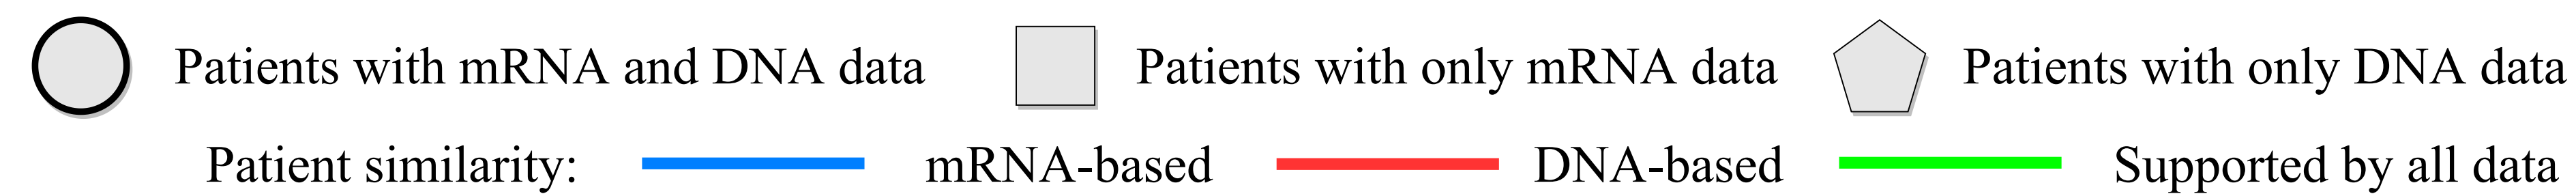 Patients with mRNA and DNA data Patients with only mRNA data Patients with only DNA data
Patient similarity: mRNA-based DNA-based Supported by all data